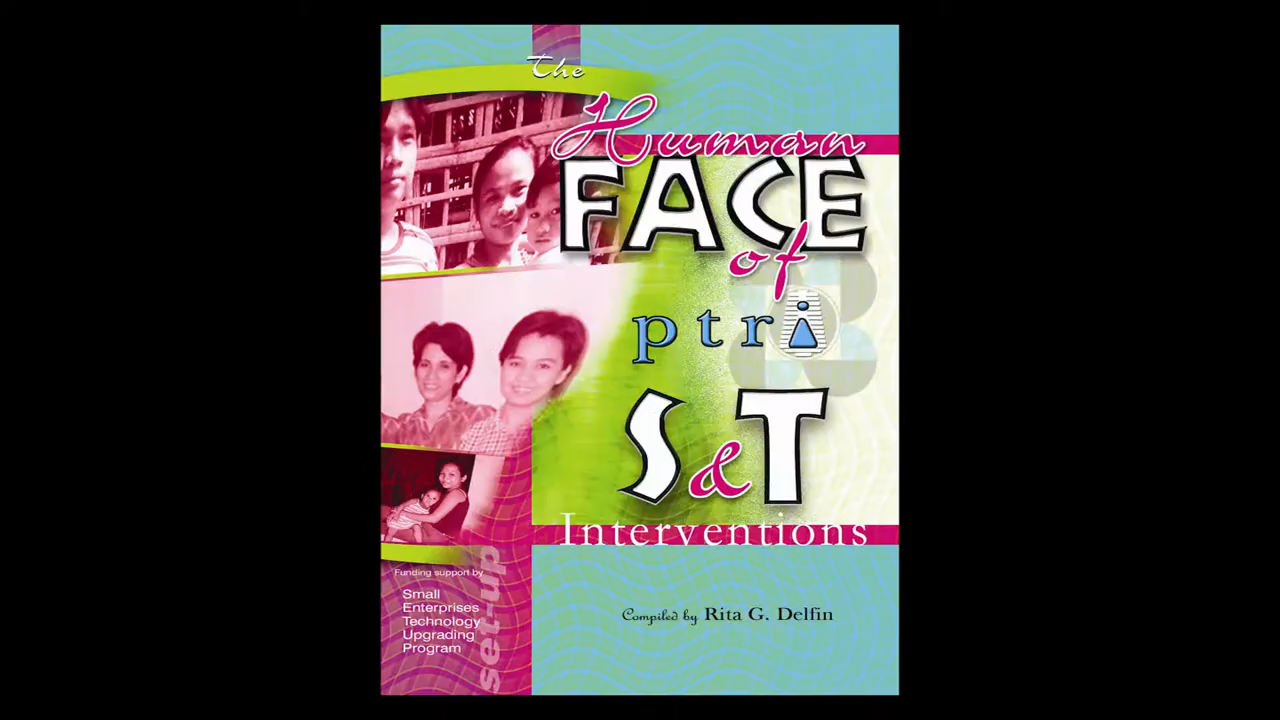 The
Human
FACE
of
ptri
S&T
Interventions
Funding support by
Small
Enterprises
Technology
Upgrading
Program
set-up
Compiled by Rita G. Delfin